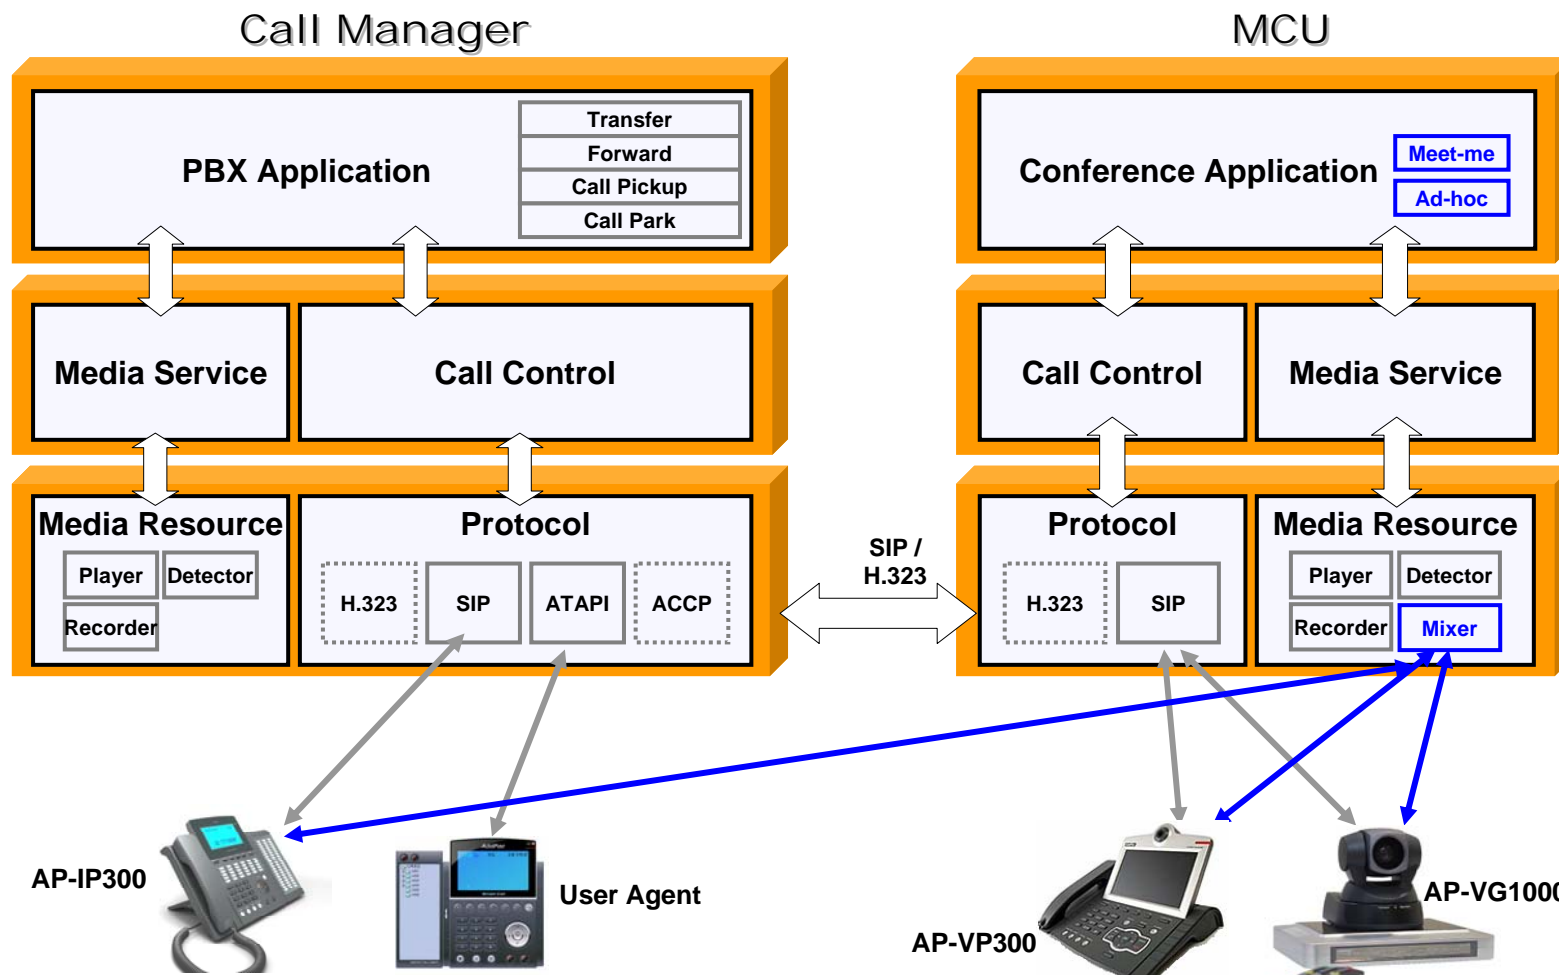 Call Manager
MCU
PBX Application
Transfer
Forward
Call Pickup
Call Park
Conference Application
Meet-me
Ad-hoc
Media Service
Call Control
Call Control
Media Service
Media Resource
Player
Detector
Recorder
Protocol
H.323
SIP
ATAPI
ACCP
SIP /
H.323
Protocol
H.323
SIP
Media Resource
Player
Detector
Recorder
Mixer
AP-IP300
User Agent
AP-VP300
AP-VG1000